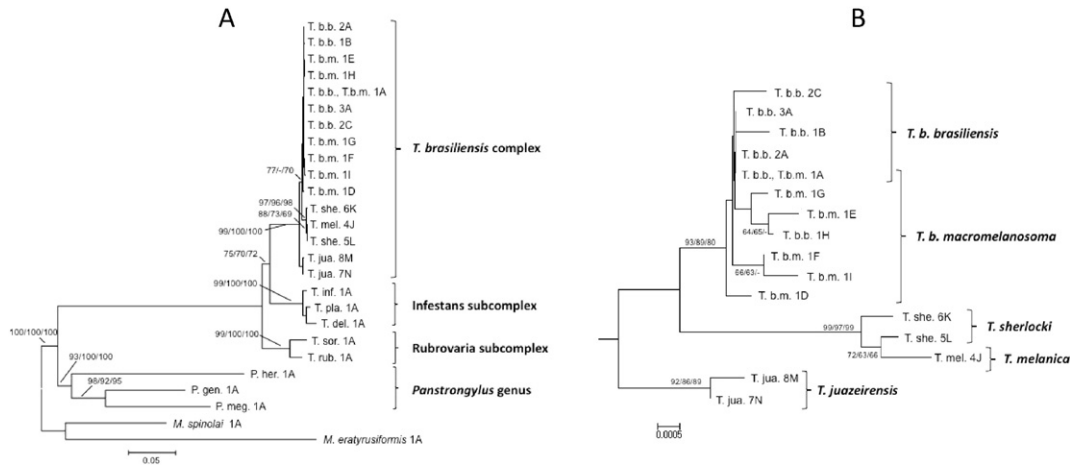 A
T. b.b. 2A
T. b.b. 1B
T. b.m. 1E
T. b.m. 1H
T. b.b., T.b.m. 1A
T. b.b. 3A
T. b.b. 2C
T. b.m. 1G
T. b.m. 1F
T. b.m. 1I
T. b.m. 1D
T. she. 6K
T. mel. 4J
T. she. 5L
T. jua. 8M
T. jua. 7N
T. brasiliensis complex
77/-/70
97/96/98
88/73/69
99/100/100
75/70/72
99/100/100
T. inf. 1A
T. pla. 1A
T. del. 1A
Infestans subcomplex
99/100/100
T. sor. 1A
T. rub. 1A
Rubrovaria subcomplex
100/100/100
93/100/100
98/92/95
P. her. 1A
P. gen. 1A
P. meg. 1A
Panstrongylus genus
M. spinolai 1A
M. eratyrusiformis 1A
0.05
B
T. b.b. 2C
T. b.b. 3A
T. b.b. 1B
T. b.b. 2A
T. b.b., T.b.m. 1A
T. b. brasiliensis
T. b.m. 1G
T. b.m. 1E
T. b.b. 1H
64/65/-
T. b. macromelanosoma
93/89/80
T. b.m. 1F
66/63/-
T. b.m. 1I
T. b.m. 1D
T. she. 6K
99/97/99
T. she. 5L
T. sherlocki
72/63/66
T. mel. 4J
T. melanica
92/86/89
T. jua. 8M
T. jua. 7N
T. juazeirensis
0.0005